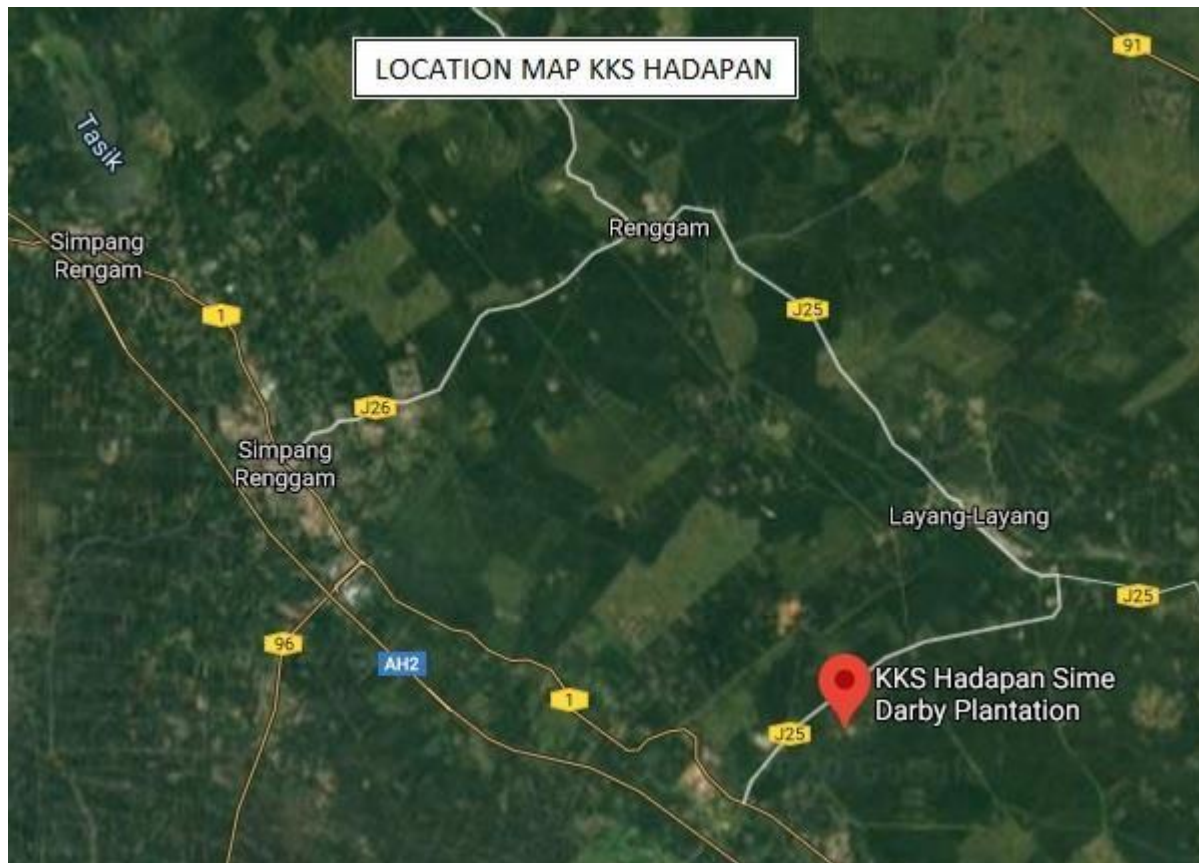 LOCATION MAP KKS HADAPAN
91
Tasik
Renggam
Simpang
Rengam
1
J25
J26
Simpang
Renggam
Layang-Layang
J25
96
AH2
KKS Hadapan Sime
Darby Plantation
1
J25